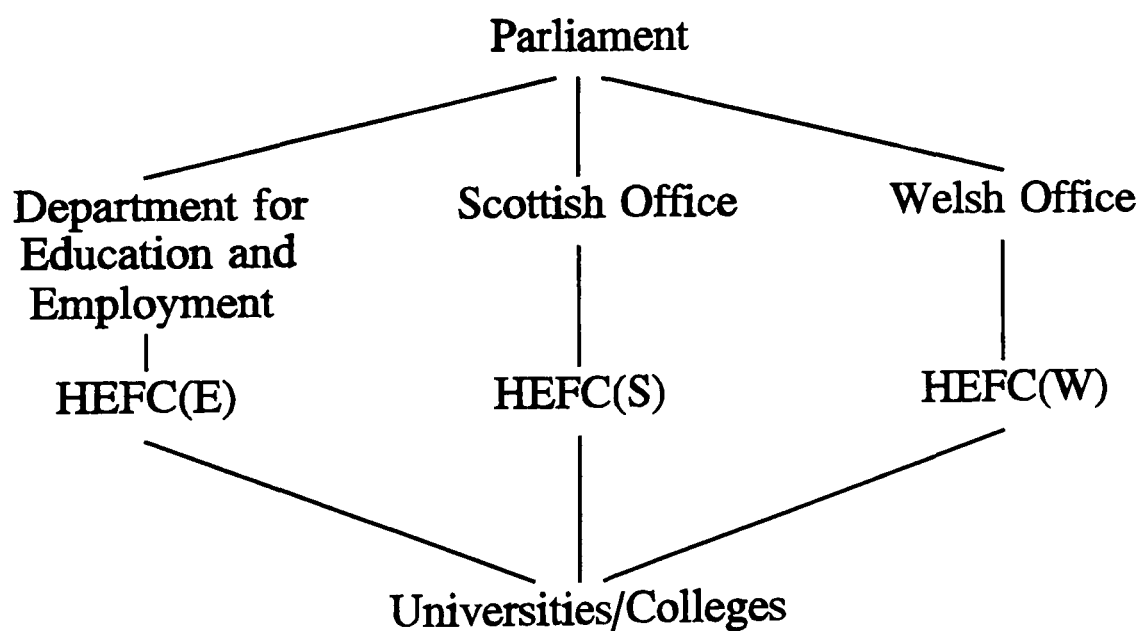 Parliament
Department for
Education and
Employment
Scottish Office
Welsh Office
HEFC(E)
HEFC(S)
HEFC(W)
Universities/Colleges